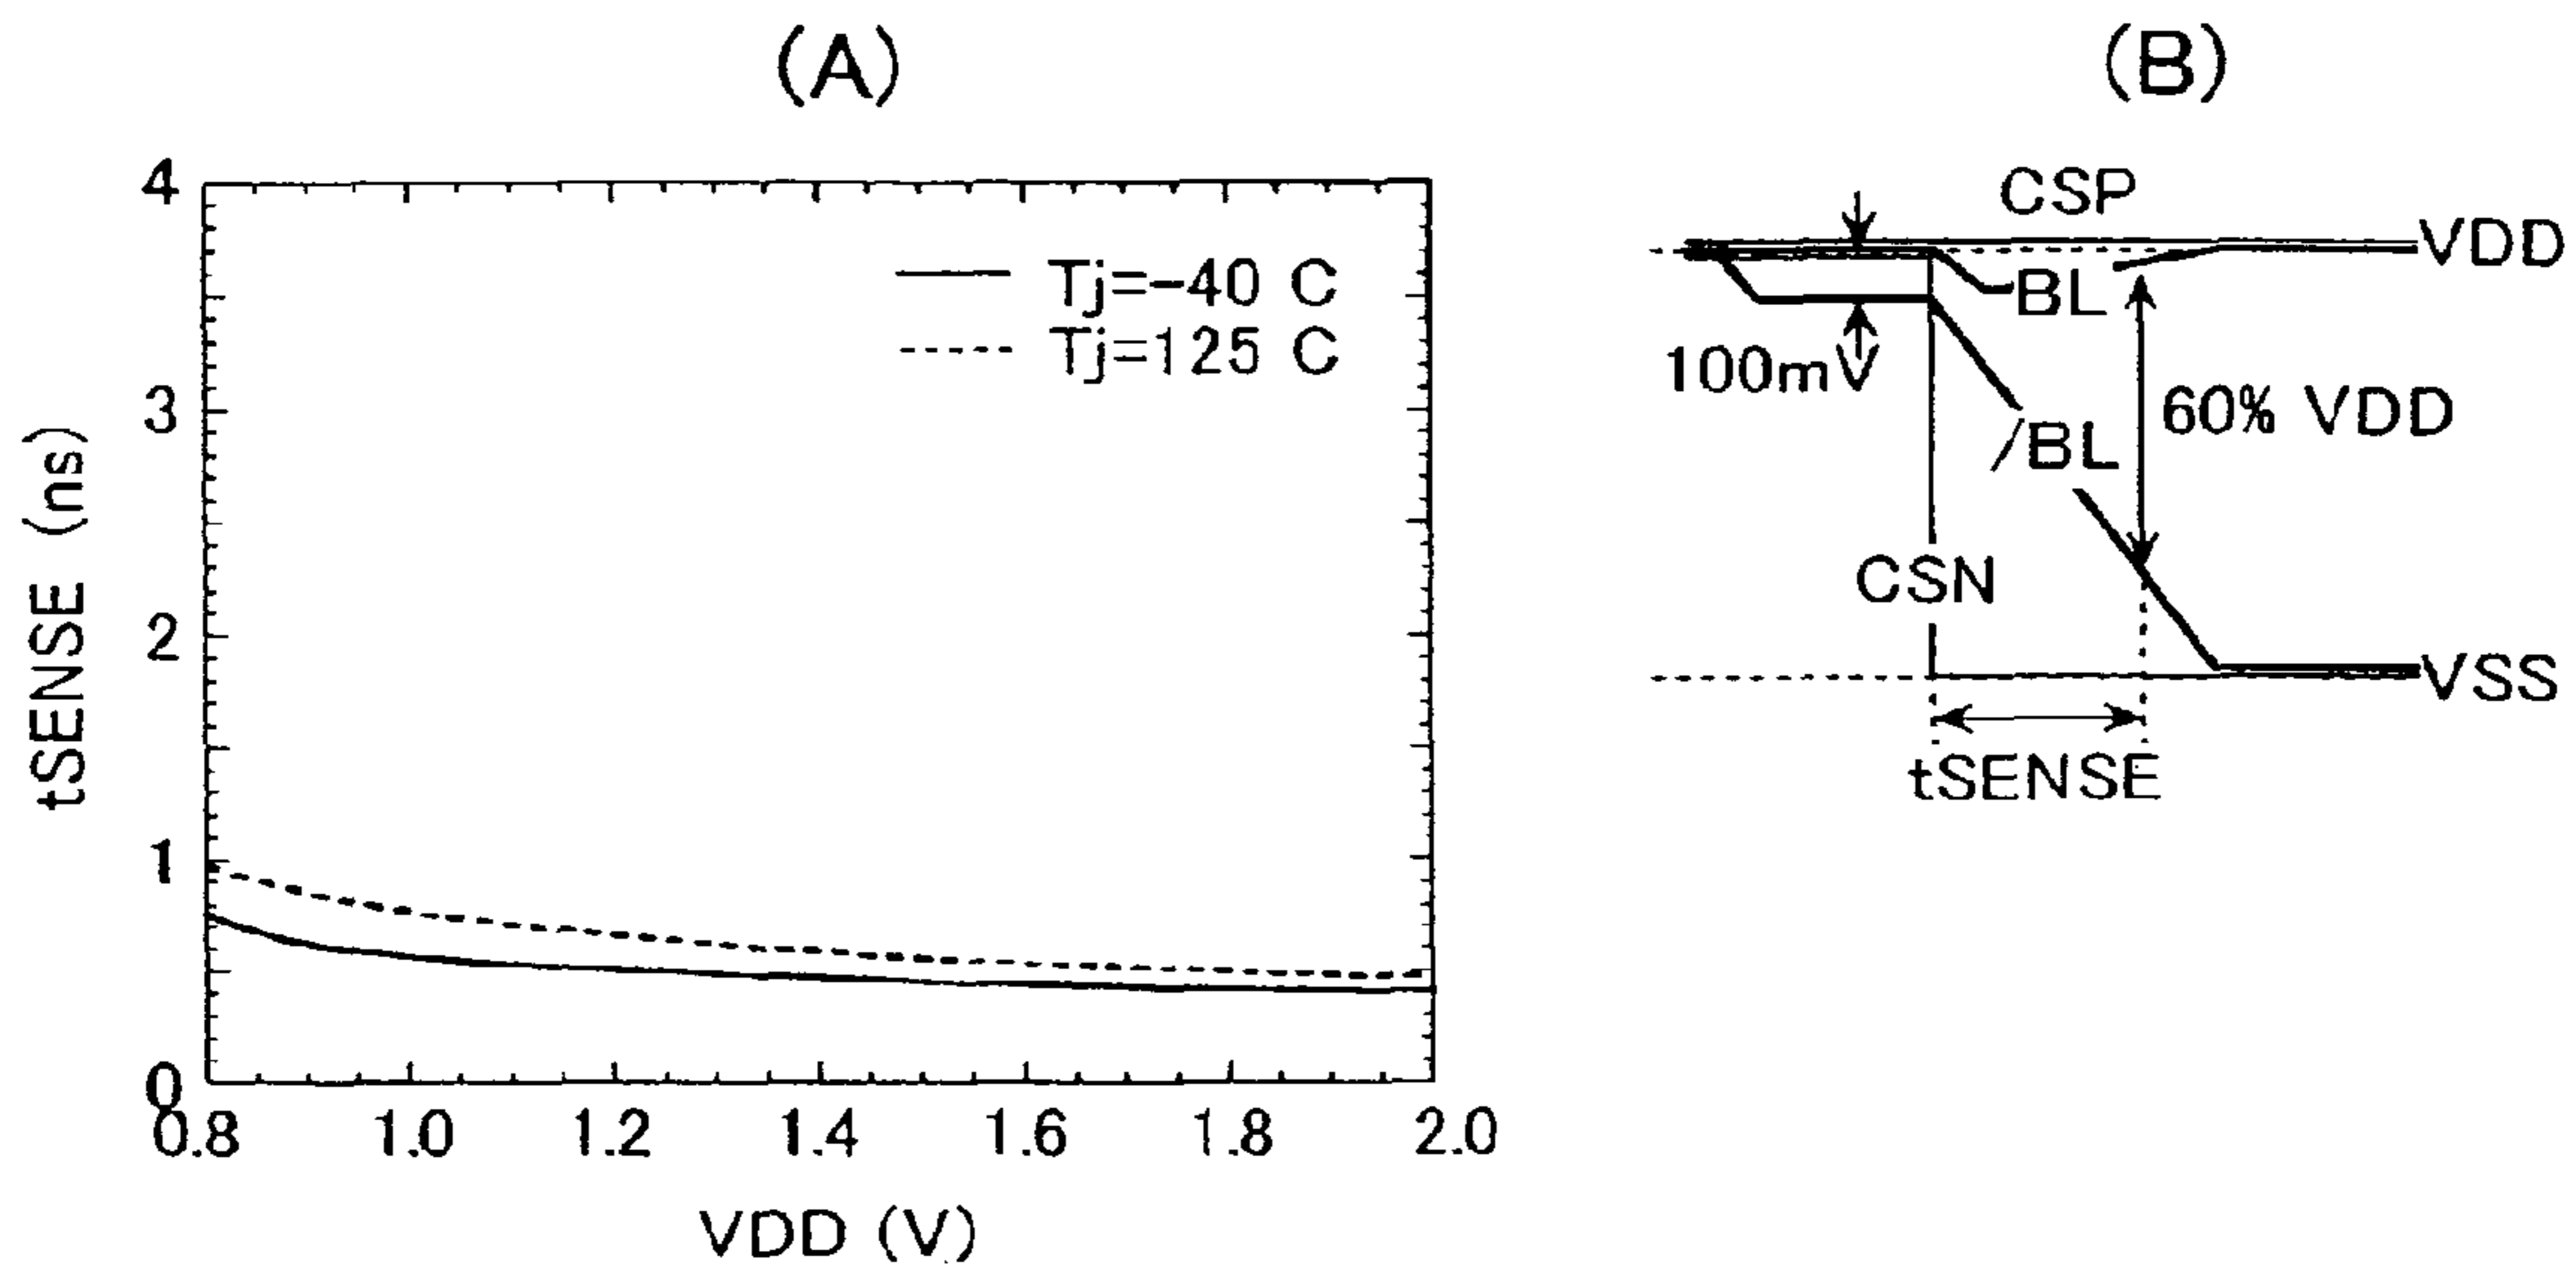 (A)
4
3
2
1
0
tSENSE (ns)
Tj=-40 C
Tj=125 C
0.8 1.0 1.2 1.4 1.6 1.8 2.0
VDD (V)
(B)
CSP
VDD
BL
100mV
60% VDD
/BL
CSN
VSS
tSENSE